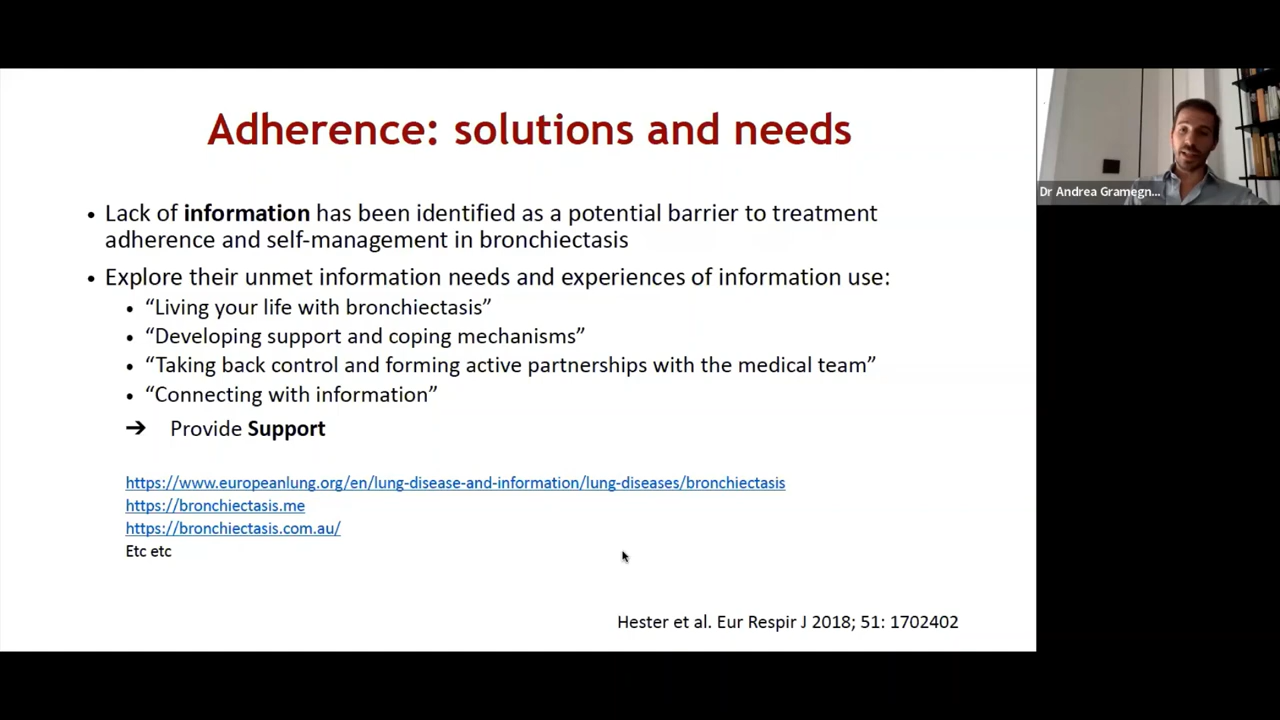 Adherence: solutions and needs
• Lack of information has been identified as a potential barrier to treatment
adherence and self-management in bronchiectasis
• Explore their unmet information needs and experiences of information use:
• “Living your life with bronchiectasis”
• “Developing support and coping mechanisms”
• “Taking back control and forming active partnerships with the medical team”
• “Connecting with information”
➔ Provide Support
https://www.europeanlung.org/en/lung-disease-and-information/lung-diseases/bronchiectasis
https://bronchiectasis.me
https://bronchiectasis.com.au/
Etc etc
Hester et al. Eur Respir J 2018; 51: 1702402
Dr Andrea Gramegn...